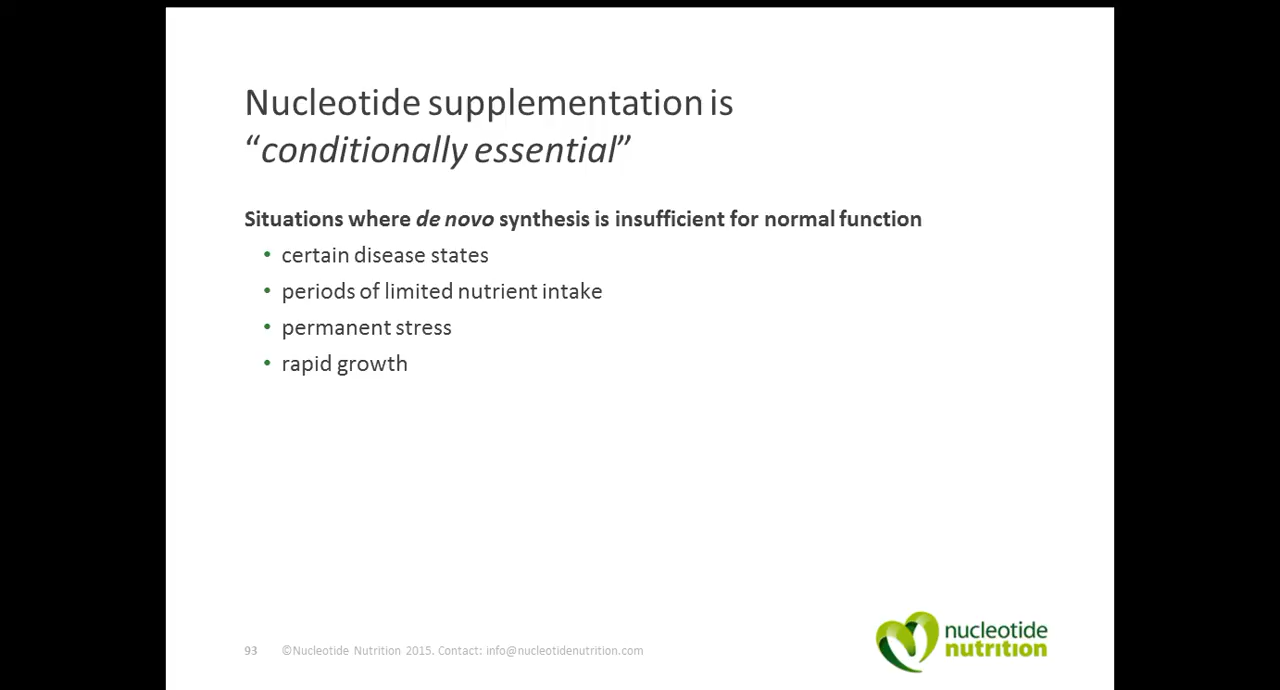 Nucleotide supplementation is
“conditionally essential”
Situations where de novo synthesis is insufficient for normal function
• certain disease states
• periods of limited nutrient intake
• permanent stress
• rapid growth
93 ©Nucleotide Nutrition 2015. Contact: info@nucleotidenutrition.com
nucleotide
nutrition